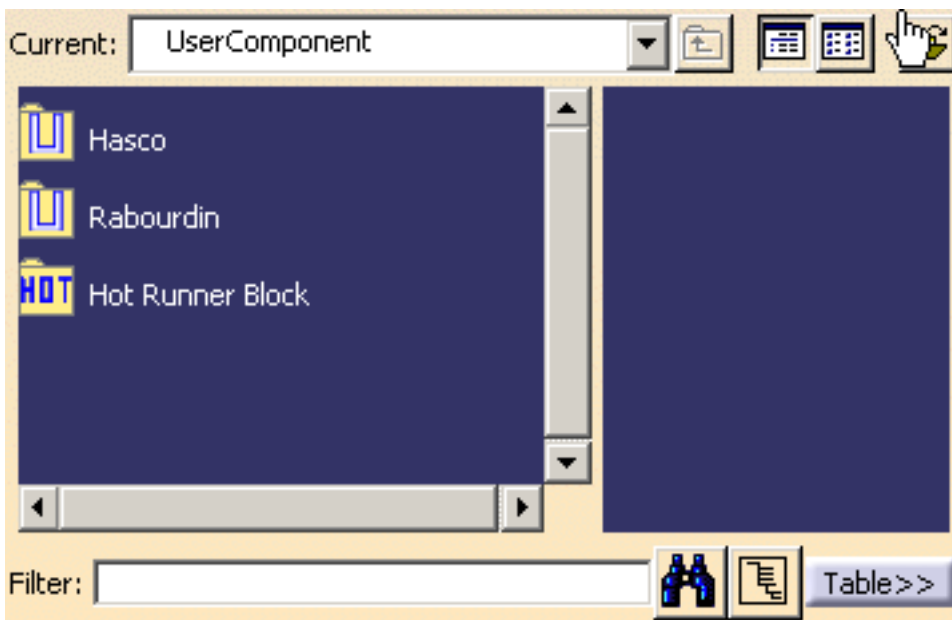 Current: UserComponent
Hasco
Rabourdin
HOT Hot Runner Block
Filter: Table>>